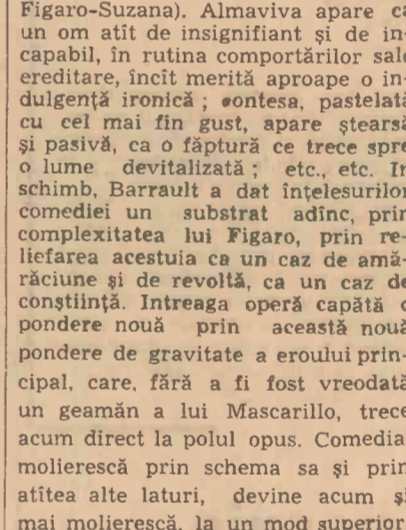 Figaro-Suzana). Almaviva apare ca
un om atît de insignifiant și de in-
capabil, în rutina comportărilor sale
ereditare, încît merită aproape o in-
dulgență ironică ; contesa, pastelată
cu cel mai fin gust, apare ștearsă
și pasivă, ca o făptură ce trece spre
o lume devitalizată ; etc., etc. In
schimb, Barrault a dat înțelesurilor
comediei un substrat adînc, prin
complexitatea lui Figaro, prin re-
liefarea acestuia ca un caz de amă-
răciune și de revoltă, ca un caz de
conștiință. Intreaga operă capătă o
pondere nouă prin această nouă
pondere de gravitate a eroului prin-
cipal, care, fără a fi fost vreodată
un geamăn a lui Mascarillo, trece
acum direct la polul opus. Comedia
molierescă prin schema sa și prin
atîtea alte laturi, devine acum și
mai molierescă, la un mod superior